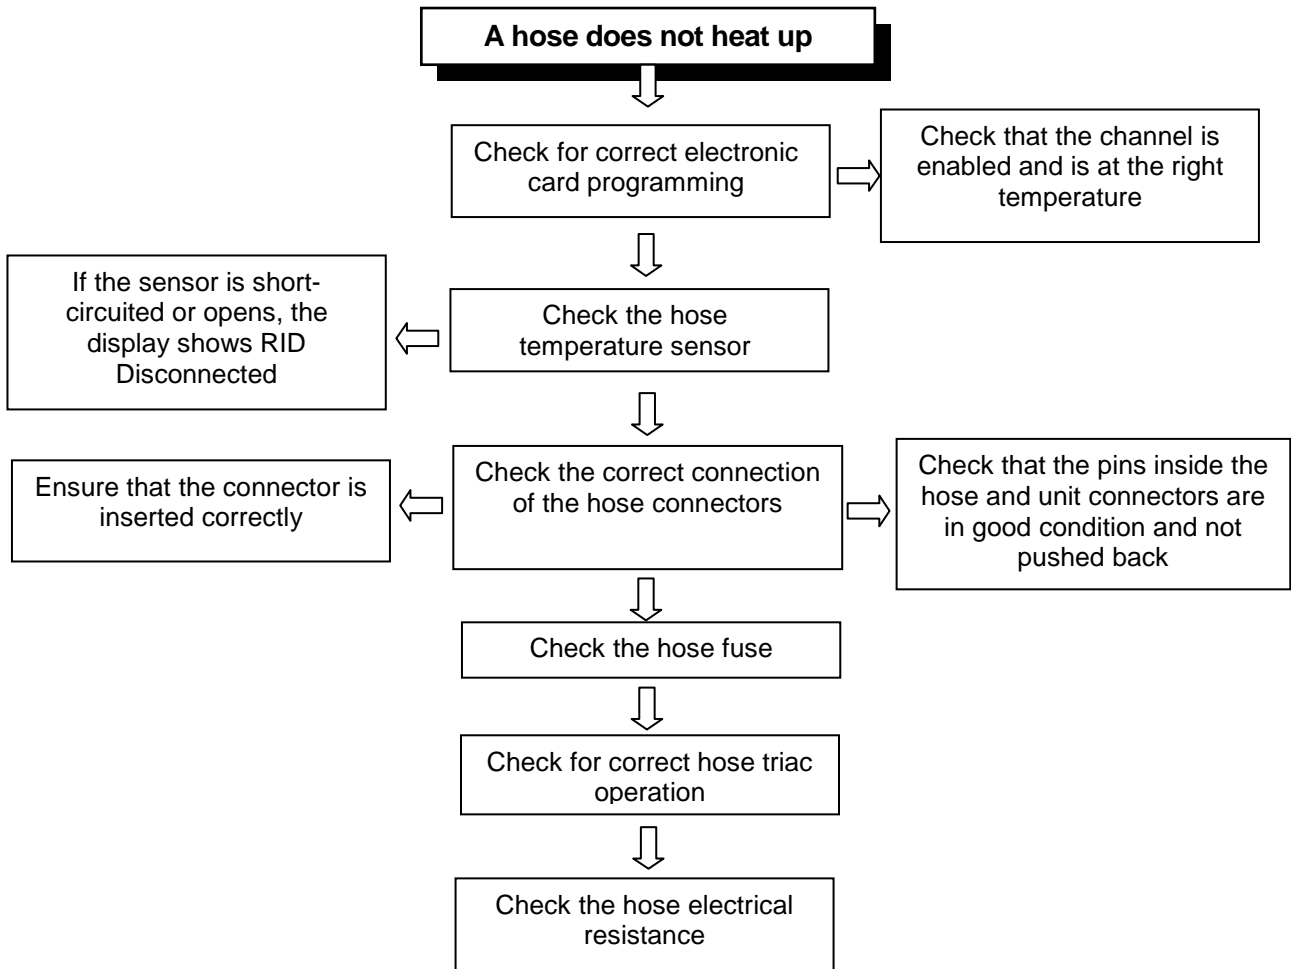 A hose does not heat up
Check for correct electronic
card programming
Check that the channel is
enabled and is at the right
temperature
If the sensor is short-
circuited or opens, the
display shows RID
Disconnected
Check the hose
temperature sensor
Ensure that the connector is
inserted correctly
Check the correct connection
of the hose connectors
Check that the pins inside the
hose and unit connectors are
in good condition and not
pushed back
Check the hose fuse
Check for correct hose triac
operation
Check the hose electrical
resistance